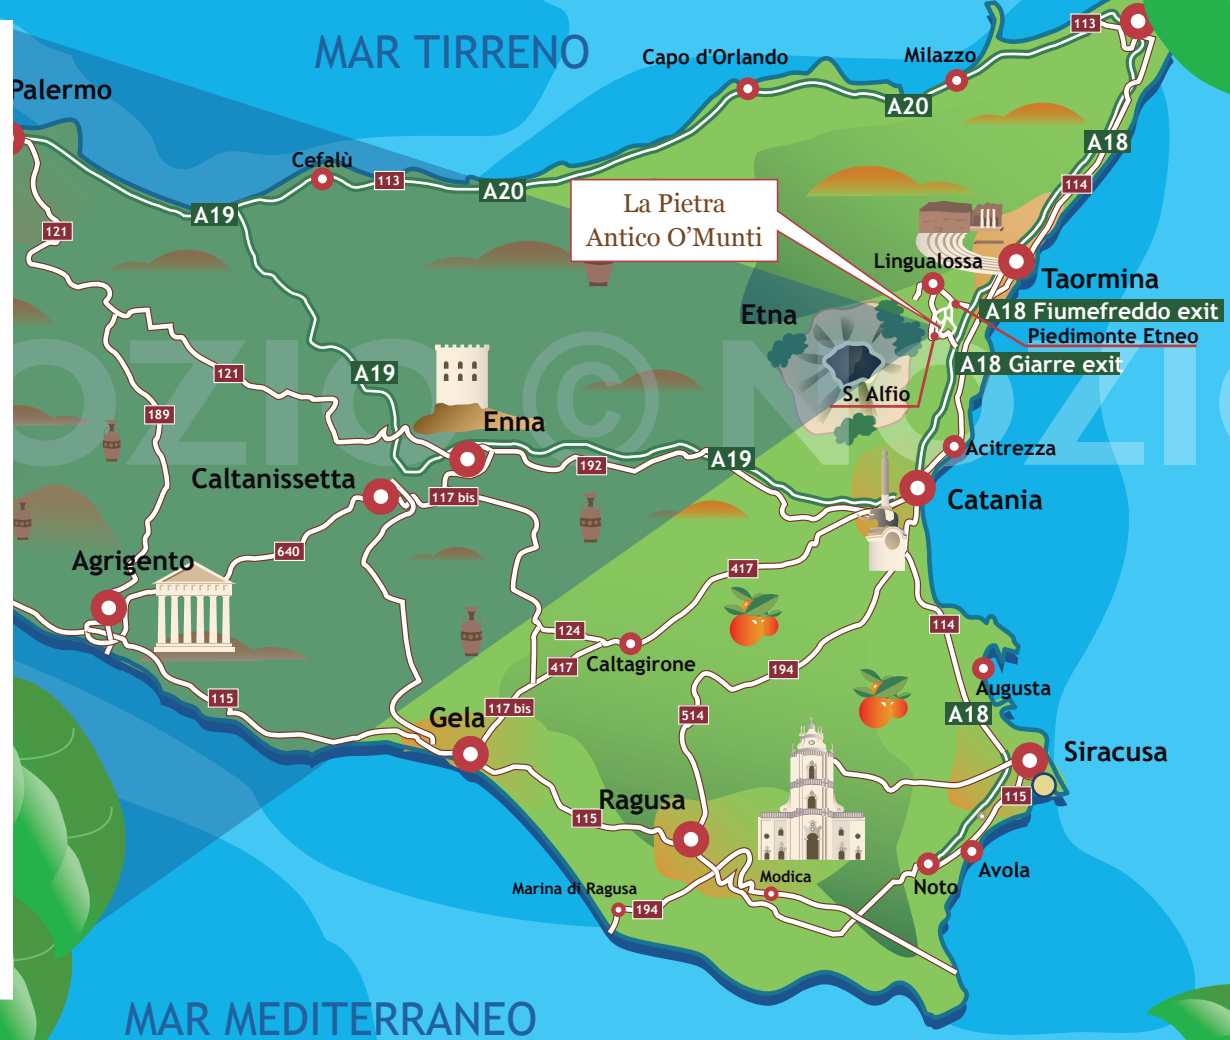 MAR TIRRENO
113
Capo d'Orlando
Milazzo
Palermo
A20
A18
Cefalù
113
A20
114
A19
La Pietra
Antico O'Munti
121
Lingualossa
Taormina
Etna
A18 Fiumefreddo exit
Piedimonte Etneo
A18 Giarre exit
121
A19
S. Alfio
OZIO © NOZIO
189
Enna
Acitrezza
192
A19
Caltanissetta
117 bis
Catania
640
Agrigento
417
124
114
Caltagirone
417
194
Augusta
115
117 bis
514
A18
Gela
Siracusa
Ragusa
115
115
Modica
Avola
Marina di Ragusa
Noto
194
MAR MEDITERRANEO